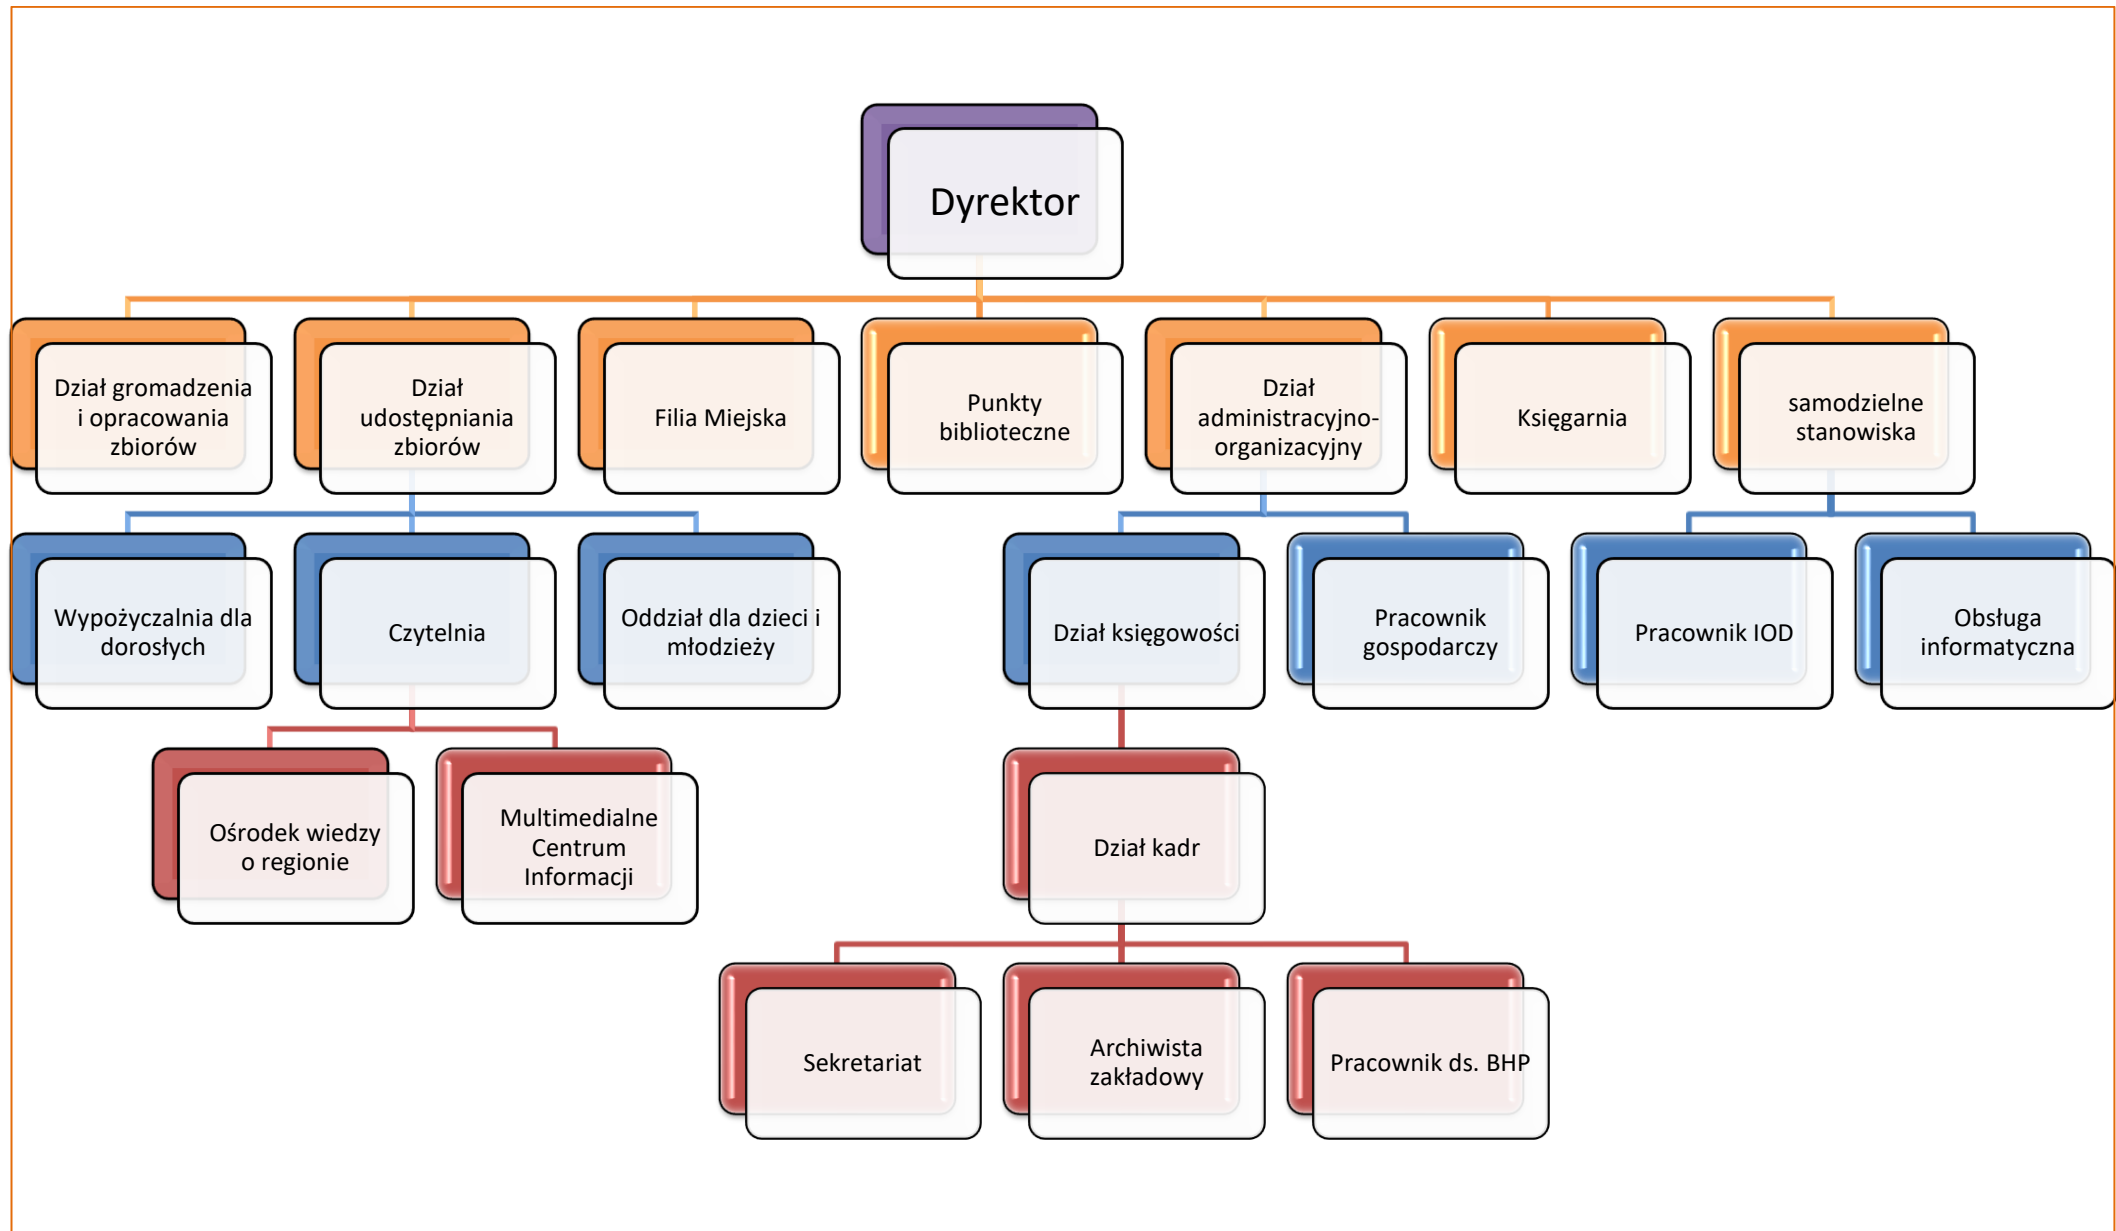 Dyrektor
Dział gromadzenia
i opracowania
zbiorów
Dział
udostępniania
zbiorów
Filia Miejska
Punkty
biblioteczne
Dział
administracyjno-
organizacyjny
Księgarnia
samodzielne
stanowiska
Wypożyczalnia dla
dorosłych
Czytelnia
Oddział dla dzieci i
młodzieży
Dział księgowości
Pracownik
gospodarczy
Pracownik IOD
Obsługa
informatyczna
Ośrodek wiedzy
o regionie
Multimedialne
Centrum
Informacji
Dział kadr
Sekretariat
Archiwista
zakładowy
Pracownik ds. BHP